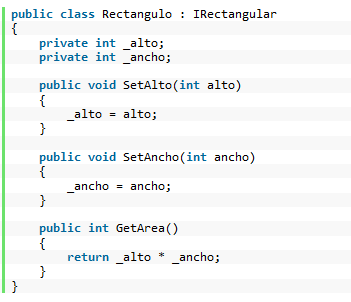 public class Rectangulo : IRectangular
{
    private int _alto;
    private int _ancho;

    public void SetAlto(int alto)
    {
        _alto = alto;
    }

    public void SetAncho(int ancho)
    {
        _ancho = ancho;
    }

    public int GetArea()
    {
        return _alto * _ancho;
    }
}